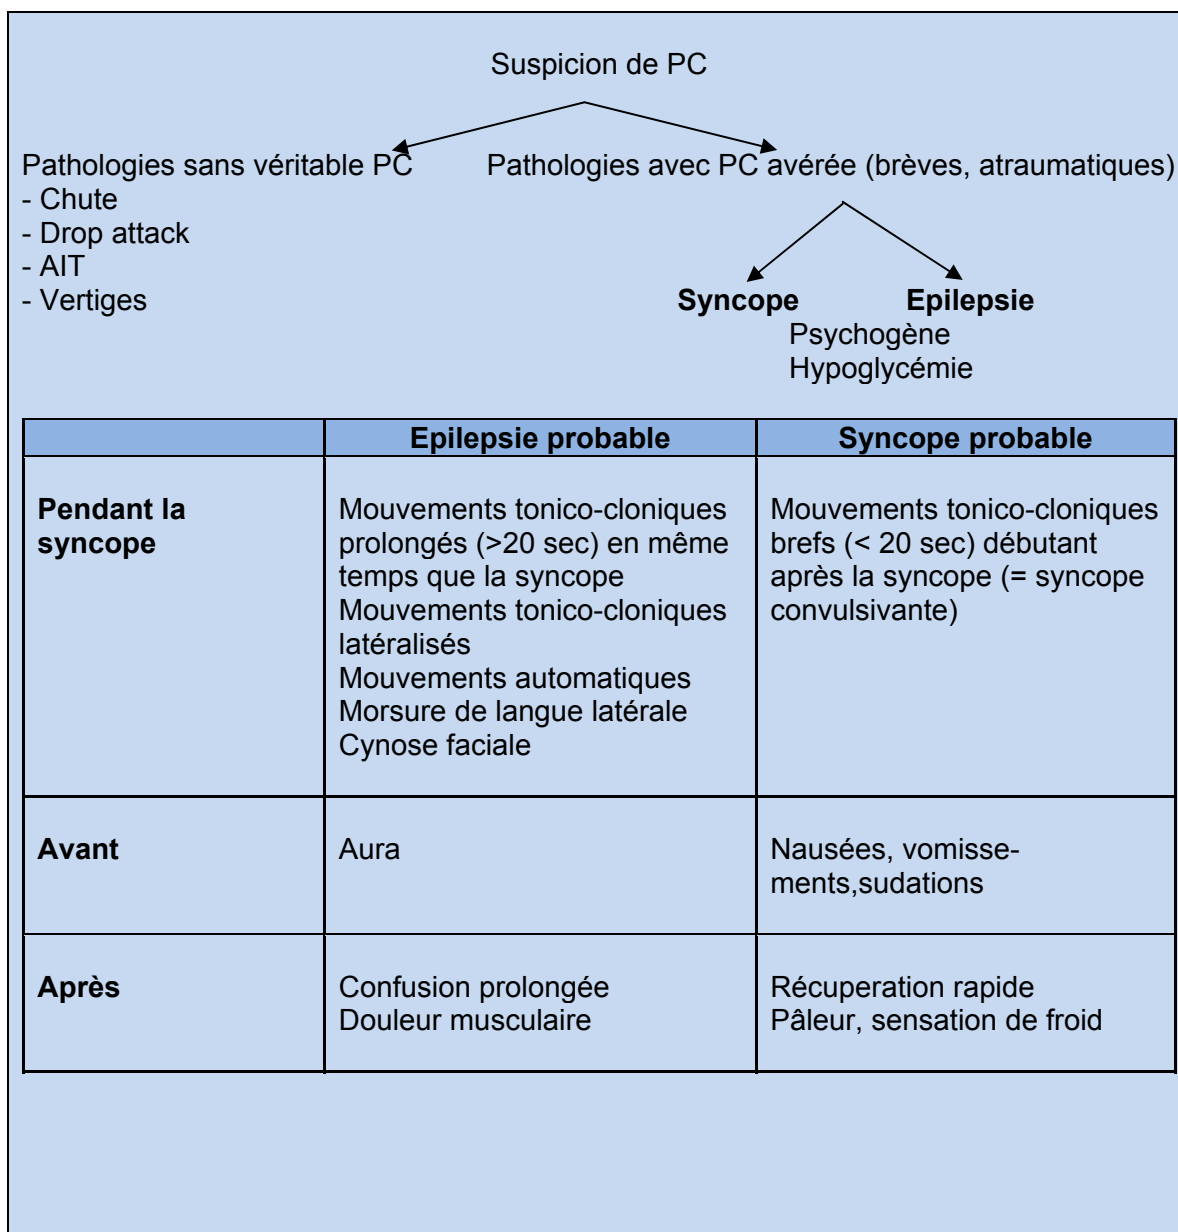 Suspicion de PC
Pathologies sans véritable PC
- Chute
- Drop attack
- AIT
- Vertiges
Pathologies avec PC avérée (brèves, atraumatiques)
Syncope Epilepsie
Psychogène
Hypoglycémie
Epilepsie probable
Syncope probable
Pendant la
syncope
Mouvements tonico-cloniques
prolongés (>20 sec) en même
temps que la syncope
Mouvements tonico-cloniques
latéralisés
Mouvements automatiques
Morsure de langue latérale
Cynose faciale
Mouvements tonico-cloniques
brefs (< 20 sec) débutant
après la syncope (= syncope
convulsivante)
Avant
Aura
Nausées, vomisse-
ments,sudations
Après
Confusion prolongée
Douleur musculaire
Récuperation rapide
Pâleur, sensation de froid